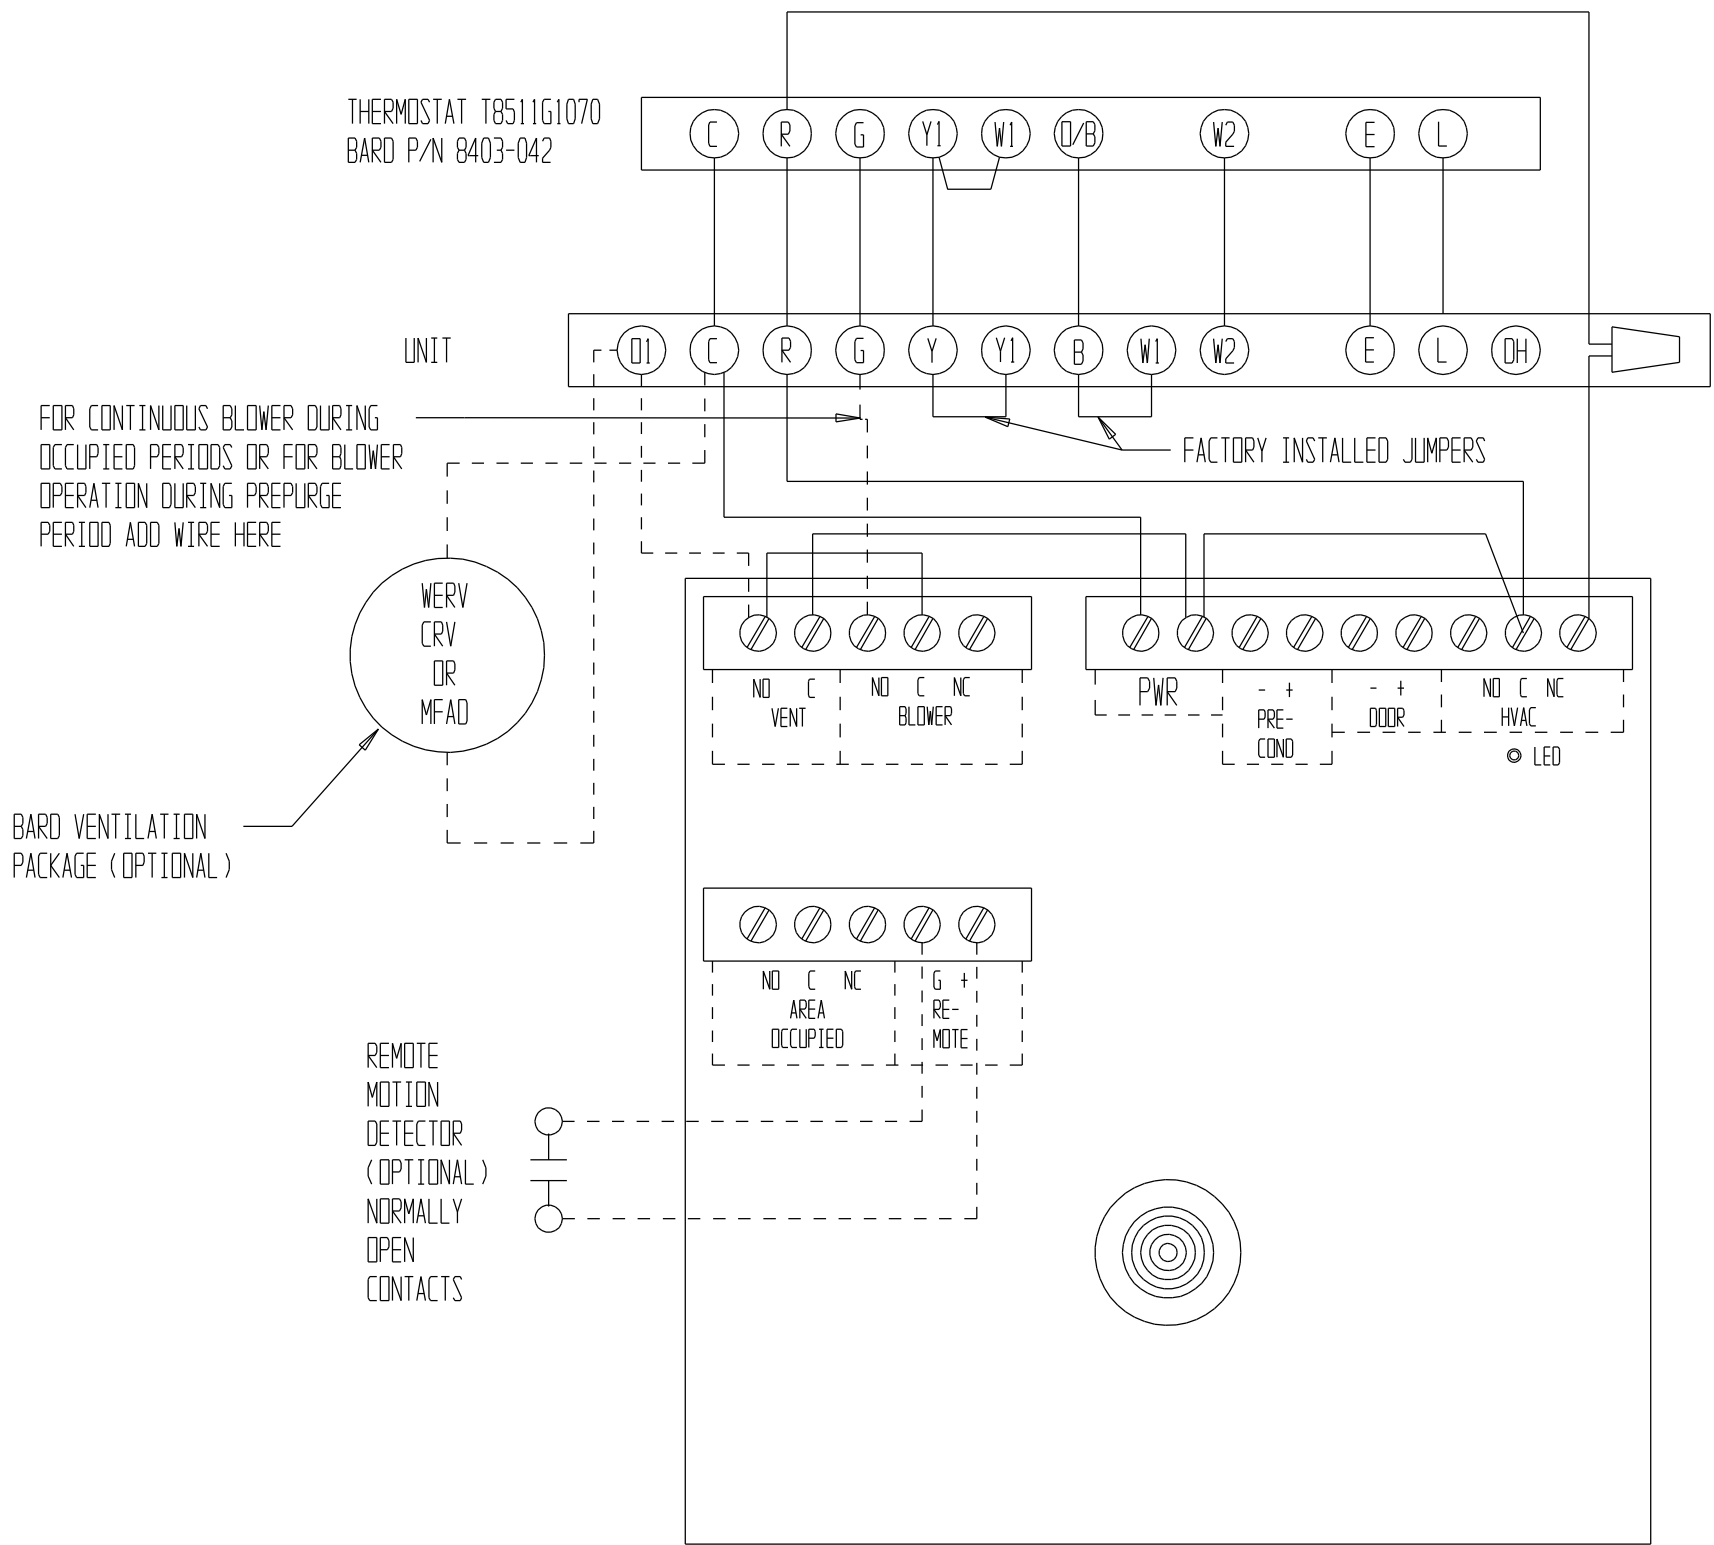 THERMOSTAT T8511G1070
BARD P/N 8403-042
C R G Y1 W1 O/B W2 E L
UNIT
O1 C R G Y Y1 B W1 W2 E L OH
FOR CONTINUOUS BLOWER DURING
OCCUPIED PERIODS OR FOR BLOWER
OPERATION DURING PREPURGE
PERIOD ADD WIRE HERE
FACTORY INSTALLED JUMPERS
WERV
CRV
OR
MFAD
BARD VENTILATION
PACKAGE (OPTIONAL)
NO C
VENT
NO C NC
BLOWER
PWR
- +
PRE-
COND
- +
DOOR
NO C NC
HVAC
LED
NO C NC
AREA
OCCUPIED
G +
RE-
MOTE
REMOTE
MOTION
DETECTOR
(OPTIONAL)
NORMALLY
OPEN
CONTACTS